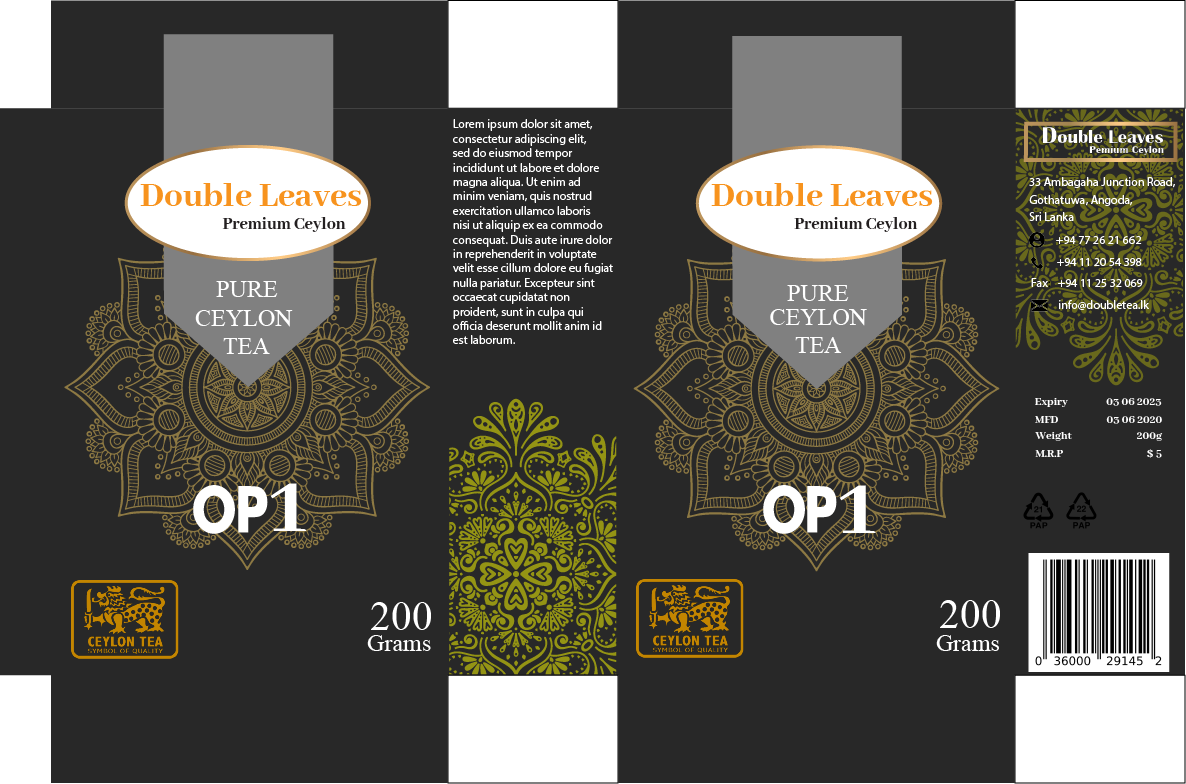 Double Leaves
Premium Ceylon
PURE
CEYLON
TEA
OP1
CEYLON TEA
SYMBOL OF QUALITY
200
Grams
Lorem ipsum dolor sit amet,
consectetur adipiscing elit,
sed do eiusmod tempor
incididunt ut labore et dolore
magna aliqua. Ut enim ad
minim veniam, quis nostrud
exercitation ullamco laboris
nisi ut aliquip ex ea commodo
consequat. Duis aute irure dolor
in reprehenderit in voluptate
velit esse cillum dolore eu fugiat
nulla pariatur. Excepteur sint
occaecat cupidatat non
proident, sunt in culpa qui
officia deserunt mollit anim id
est laborum.
Double Leaves
Premium Ceylon
PURE
CEYLON
TEA
OP1
CEYLON TEA
SYMBOL OF QUALITY
200
Grams
Double Leaves
Pemium Ceylon
33 Ambagaha Junction Road,
Gothatuwa, Angoda,
Sri Lanka
+94 77 26 21 662
+94 11 20 54 398
Fax +94 11 25 32 069
info@doubletea.lk
Expiry 03 06 2023
MFD 03 06 2020
Weight 200g
M.R.P $ 5
21 22
PAP PAP
0 36000 29145 2